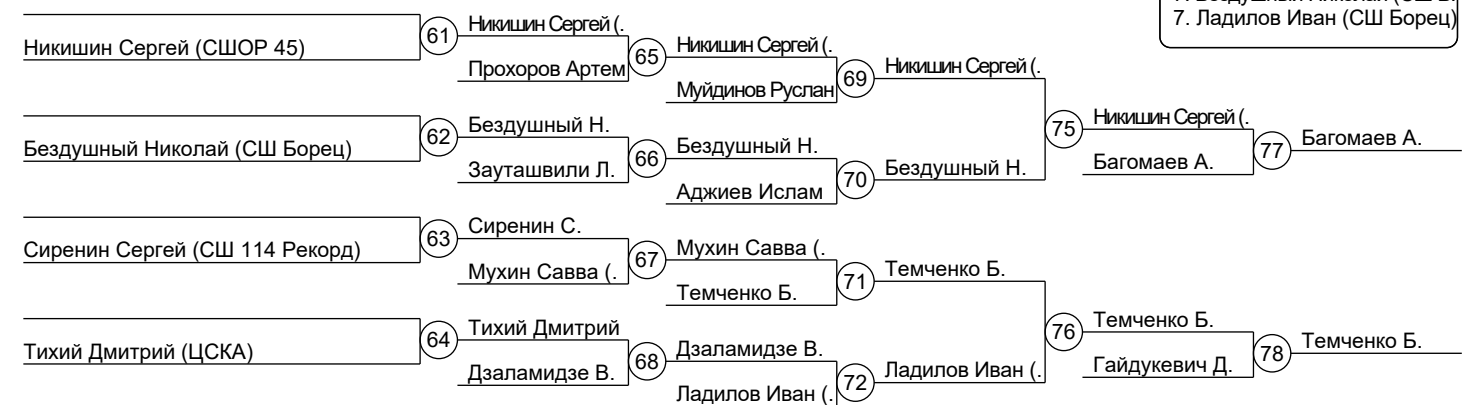 7. Ладилов Иван (СШ Борец)
Никишин Сергей (СШОР 45)
61
Никишин Сергей (.
Прохоров Артем
65
Никишин Сергей (.
Муйдинов Руслан
69
Никишин Сергей (.
Бездушный Николай (СШ Борец)
62
Бездушный Н.
Зауташвили Л.
66
Бездушный Н.
Аджиев Ислам
70
Бездушный Н.
75
Никишин Сергей (.
Багомаев А.
77
Багомаев А.
Сиренин Сергей (СШ 114 Рекорд)
63
Сиренин С.
Мухин Савва (.
67
Мухин Савва (.
Темченко Б.
71
Темченко Б.
Тихий Дмитрий (ЦСКА)
64
Тихий Дмитрий
Дзаламидзе В.
68
Дзаламидзе В.
Ладилов Иван (.
72
Ладилов Иван (.
76
Темченко Б.
Гайдукевич Д.
78
Темченко Б.